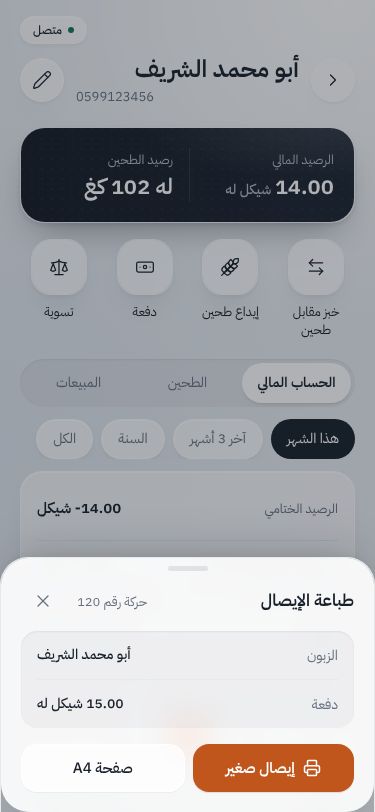 متصل
أبو محمد الشريف
0599123456
الرصيد المالي
14.00 شيكل له
رصيد الطحين
له 102 كغ
خبز مقابل طحين
إيداع طحين
دفعة
تسوية
الحساب المالي
الطحين
المبيعات
هذا الشهر
آخر 3 أشهر
السنة
الكل
الرصيد الختامي
14.00- شيكل
طباعة الإيصال
حركة رقم 120
الزبون
أبو محمد الشريف
دفعة
15.00 شيكل له
إيصال صغير
صفحة A4